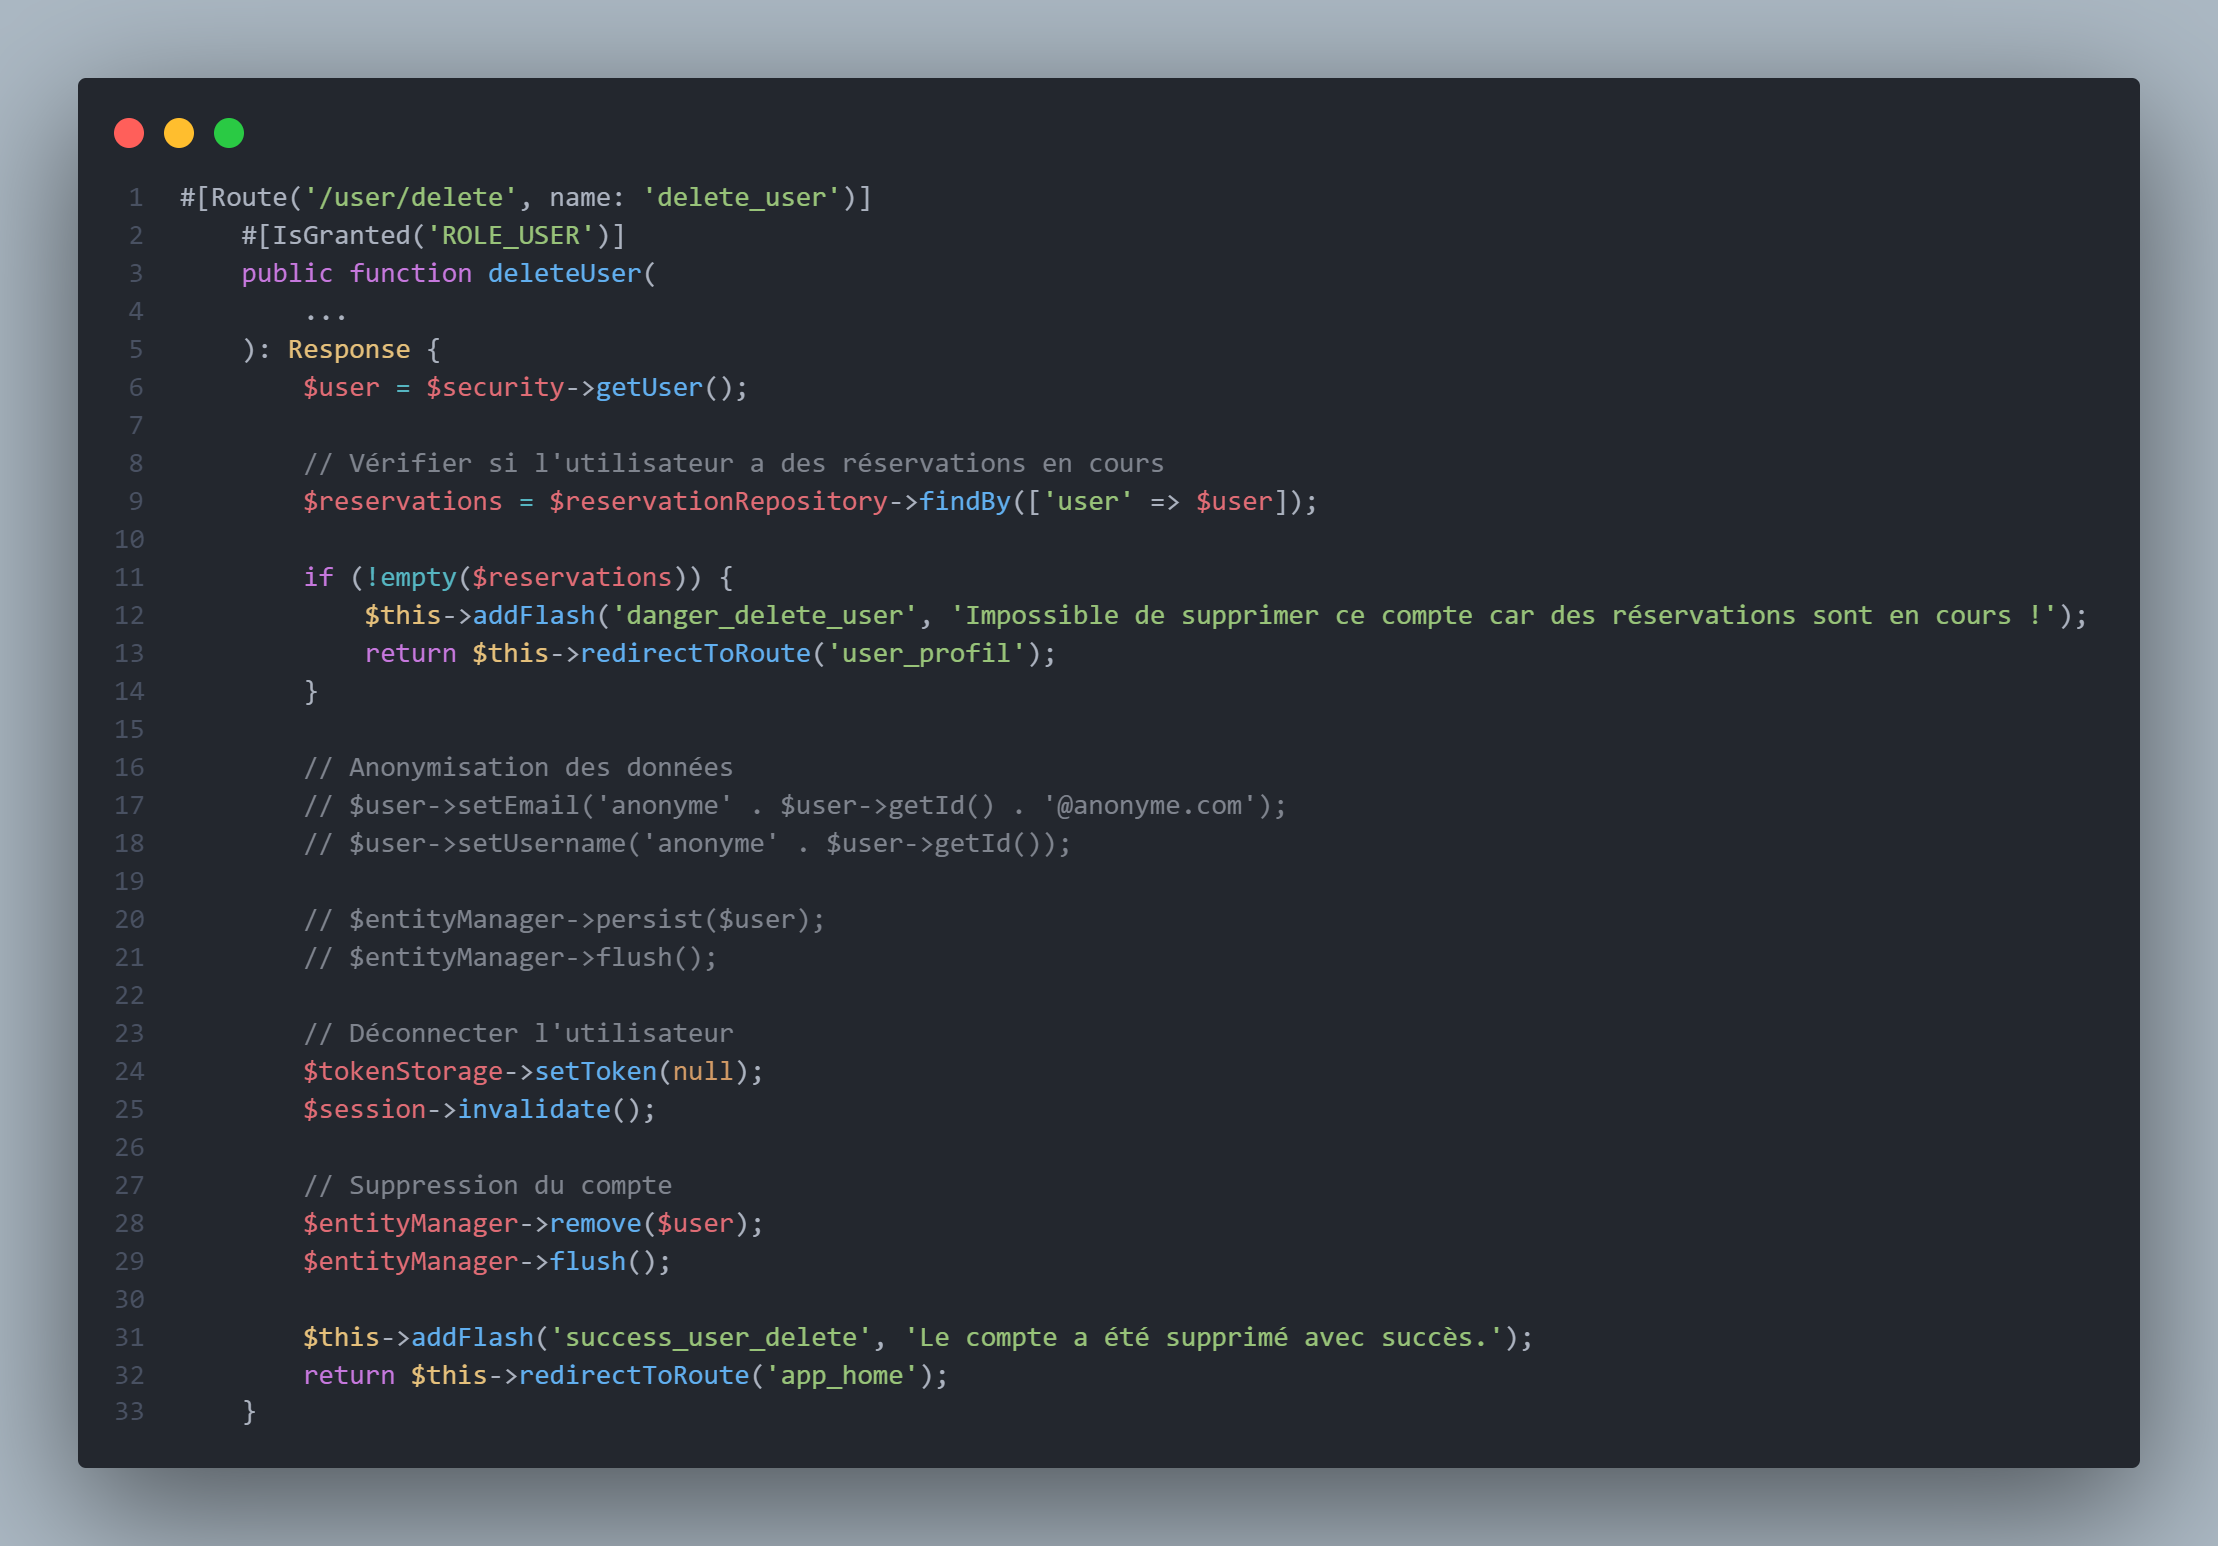 1 #[Route('/user/delete', name: 'delete_user')]
2     #[IsGranted('ROLE_USER')]
3     public function deleteUser(
4         ...
5     ): Response {
6         $user = $security->getUser();
7
8         // Vérifier si l'utilisateur a des réservations en cours
9         $reservations = $reservationRepository->findBy(['user' => $user]);
10
11         if (!empty($reservations)) {
12             $this->addFlash('danger_delete_user', 'Impossible de supprimer ce compte car des réservations sont en cours !');
13             return $this->redirectToRoute('user_profil');
14         }
15
16         // Anonymisation des données
17         // $user->setEmail('anonyme' . $user->getId() . '@anonyme.com');
18         // $user->setUsername('anonyme' . $user->getId());
19
20         // $entityManager->persist($user);
21         // $entityManager->flush();
22
23         // Déconnecter l'utilisateur
24         $tokenStorage->setToken(null);
25         $session->invalidate();
26
27         // Suppression du compte
28         $entityManager->remove($user);
29         $entityManager->flush();
30
31         $this->addFlash('success_user_delete', 'Le compte a été supprimé avec succès.');
32         return $this->redirectToRoute('app_home');
33     }